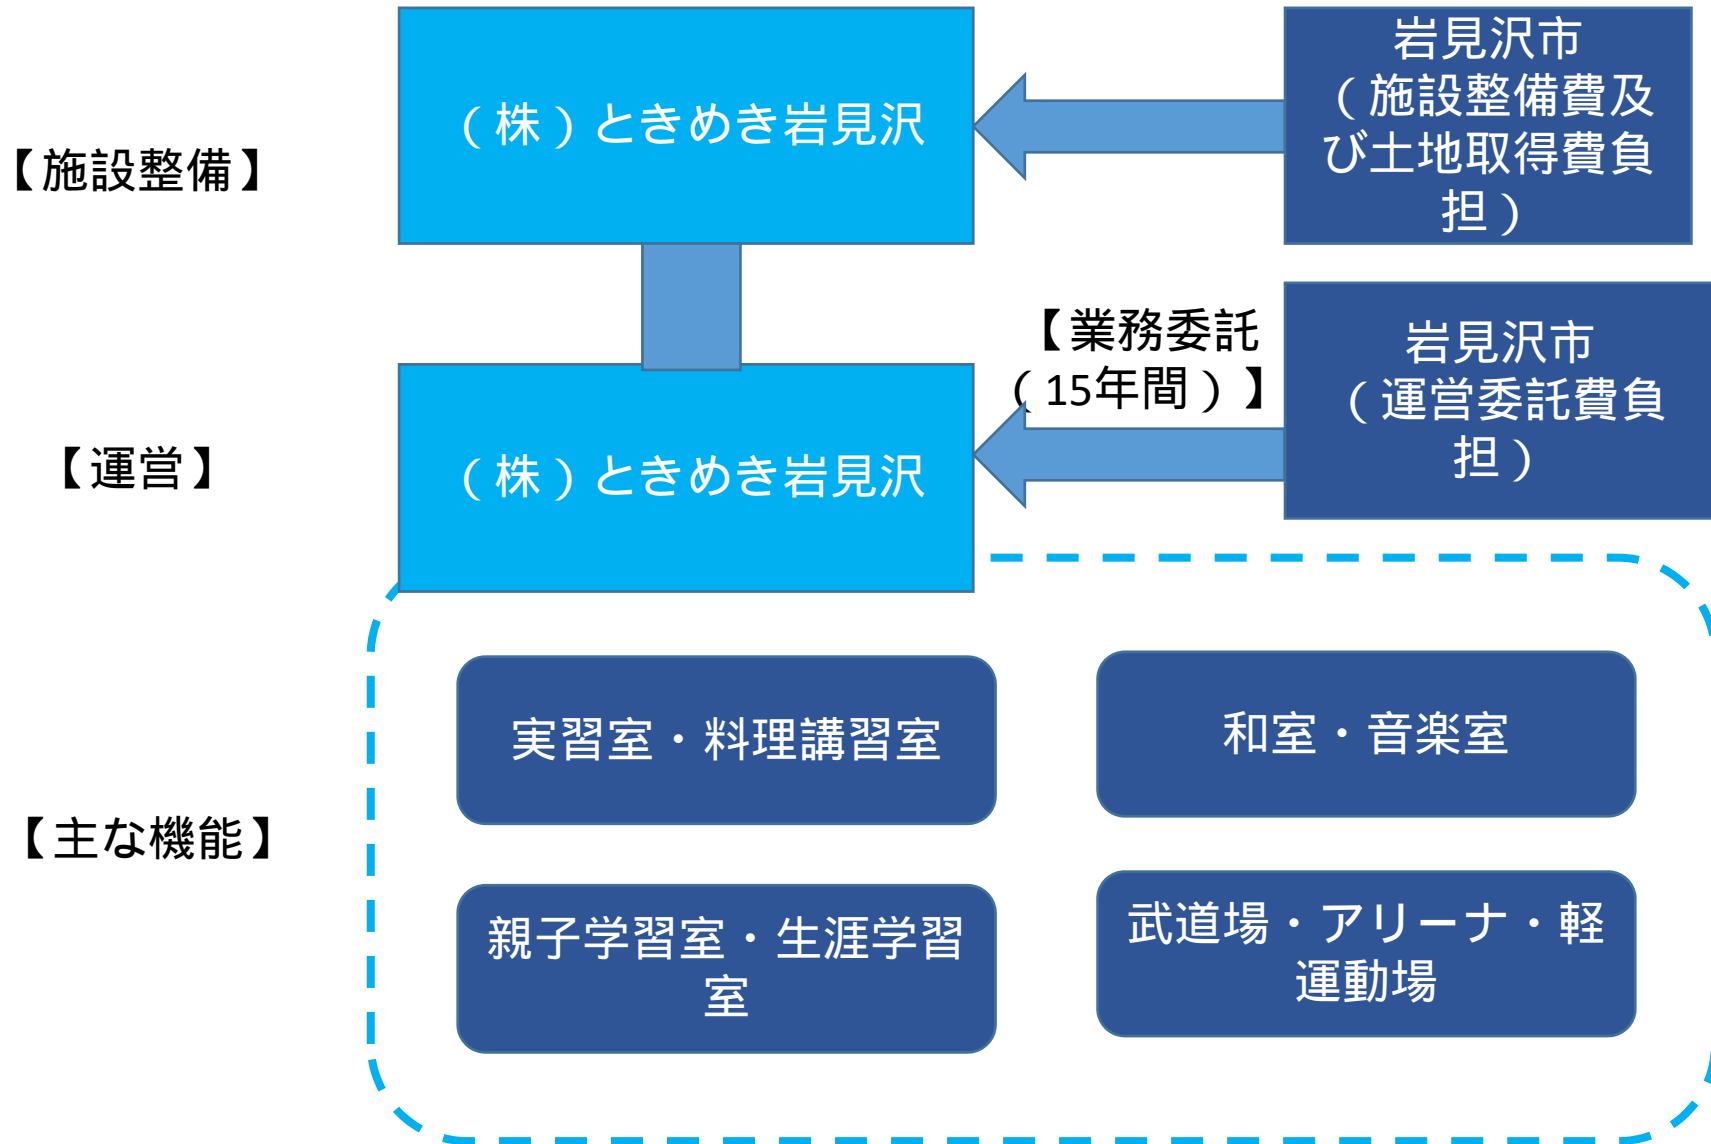 【施設整備】
（株）ときめき岩見沢
岩見沢市
（施設整備費及
び土地取得費負
担）
【運営】
（株）ときめき岩見沢
【業務委託
（15年間）】
岩見沢市
（運営委託費負
担）
【主な機能】
実習室・料理講習室
和室・音楽室
親子学習室・生涯学習
室
武道場・アリーナ・軽
運動場